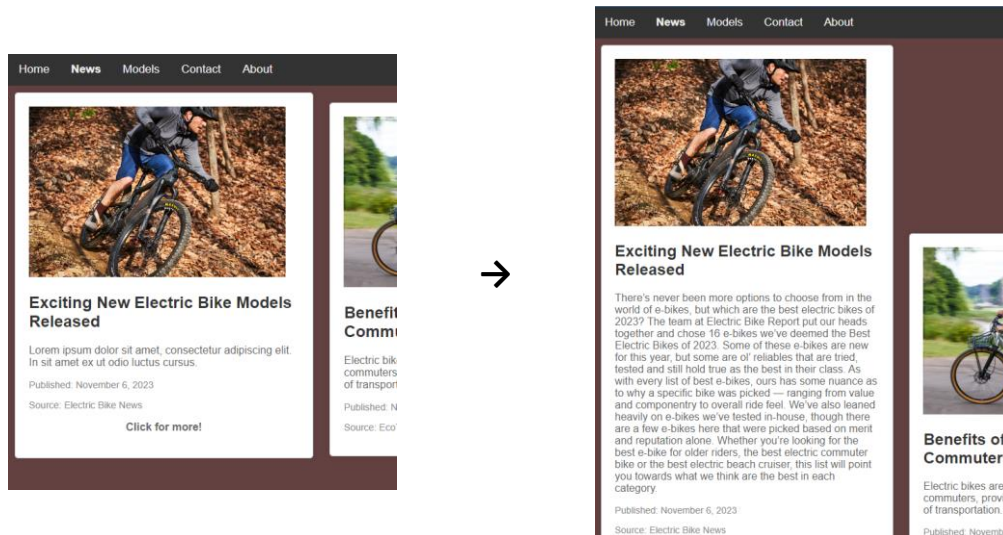 Home News Models Contact About
Exciting New Electric Bike Models
Released
Lorem ipsum dolor sit amet, consectetur adipiscing elit.
In sit amet ex ut odio luctus cursus.
Published: November 6, 2023
Source: Electric Bike News
Click for more!
Benefit
Commu
Electric bik
commuters
of transport
Published: N
Source: Eco
Home News Models Contact About
Exciting New Electric Bike Models
Released
There's never been more options to choose from in the
world of e-bikes, but which are the best electric bikes of
2023? The team at Electric Bike Report put our heads
together and chose 16 e-bikes we've deemed the Best
Electric Bikes of 2023. Some of these e-bikes are new
for this year, but some are ol' reliables that are tried,
tested and still hold true as the best in their class. As
with every list of best e-bikes, ours has some nuance as
to why a specific bike was picked — ranging from value
and componentry to overall ride feel. We've also leaned
heavily on e-bikes we've tested in-house, though there
are a few e-bikes here that were picked based on merit
and reputation alone. Whether you're looking for the
best e-bike for older riders, the best electric commuter
bike or the best electric beach cruiser, this list will point
you towards what we think are the best in each
category.
Published: November 6, 2023
Source: Electric Bike News
Benefits of
Commuter
Electric bikes are
commuters, provi
of transportation.
Published: Novemb